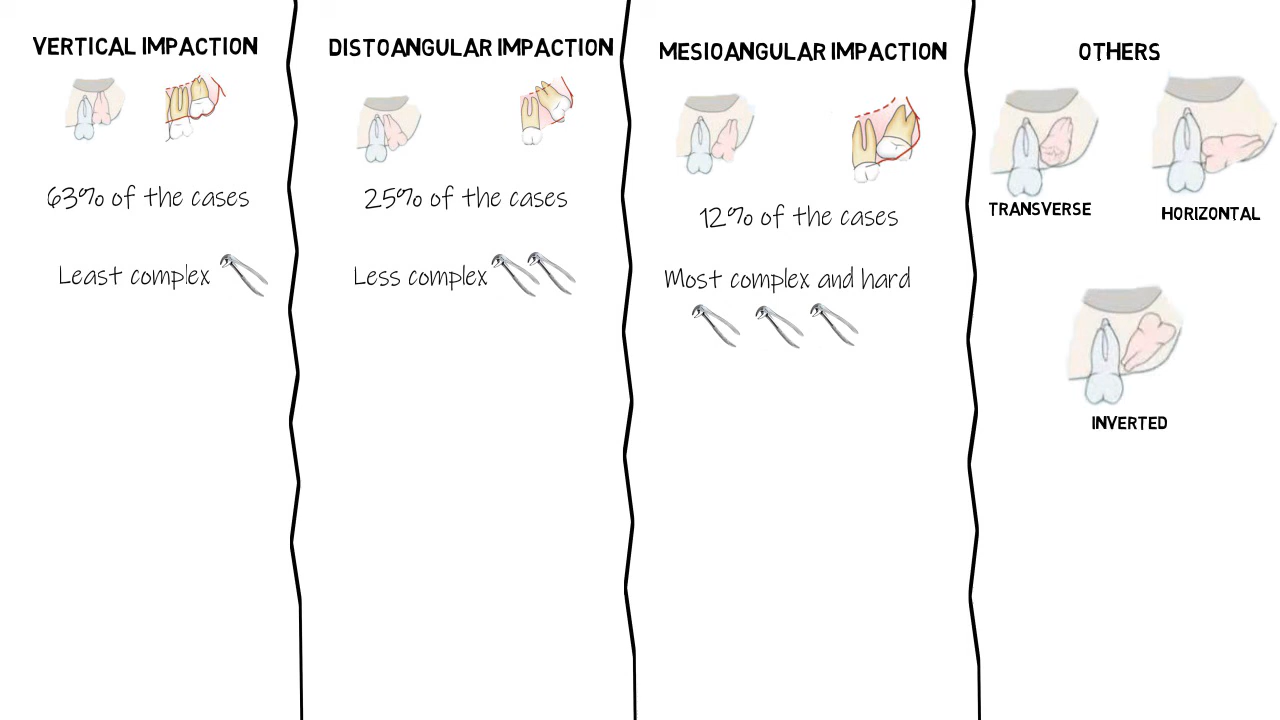 VERTICAL IMPACTION
63% of the cases
Least complex
DISTOANGULAR IMPACTION
25% of the cases
Less complex
MESIOANGULAR IMPACTION
12% of the cases
Most complex and hard
OTHERS
TRANSVERSE
HORIZONTAL
INVERTED